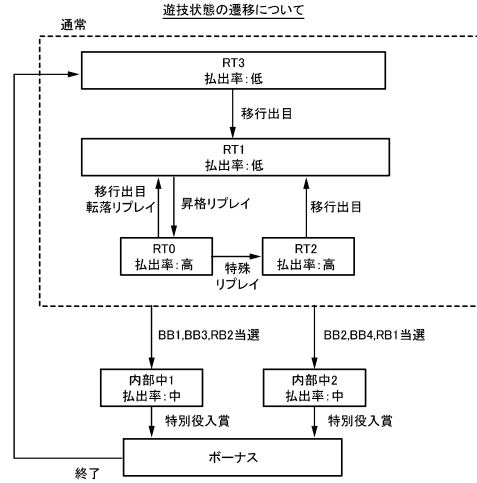 遊技状態の遷移について
通常
RT3
払出率:低
移行出目
RT1
払出率:低
移行出目
転落リプレイ
昇格リプレイ
移行出目
RT0
払出率:高
特殊
リプレイ
RT2
払出率:高
BB1,BB3,RB2当選
BB2,BB4,RB1当選
内部中1
払出率:中
内部中2
払出率:中
特別役入賞
特別役入賞
ボーナス
終了